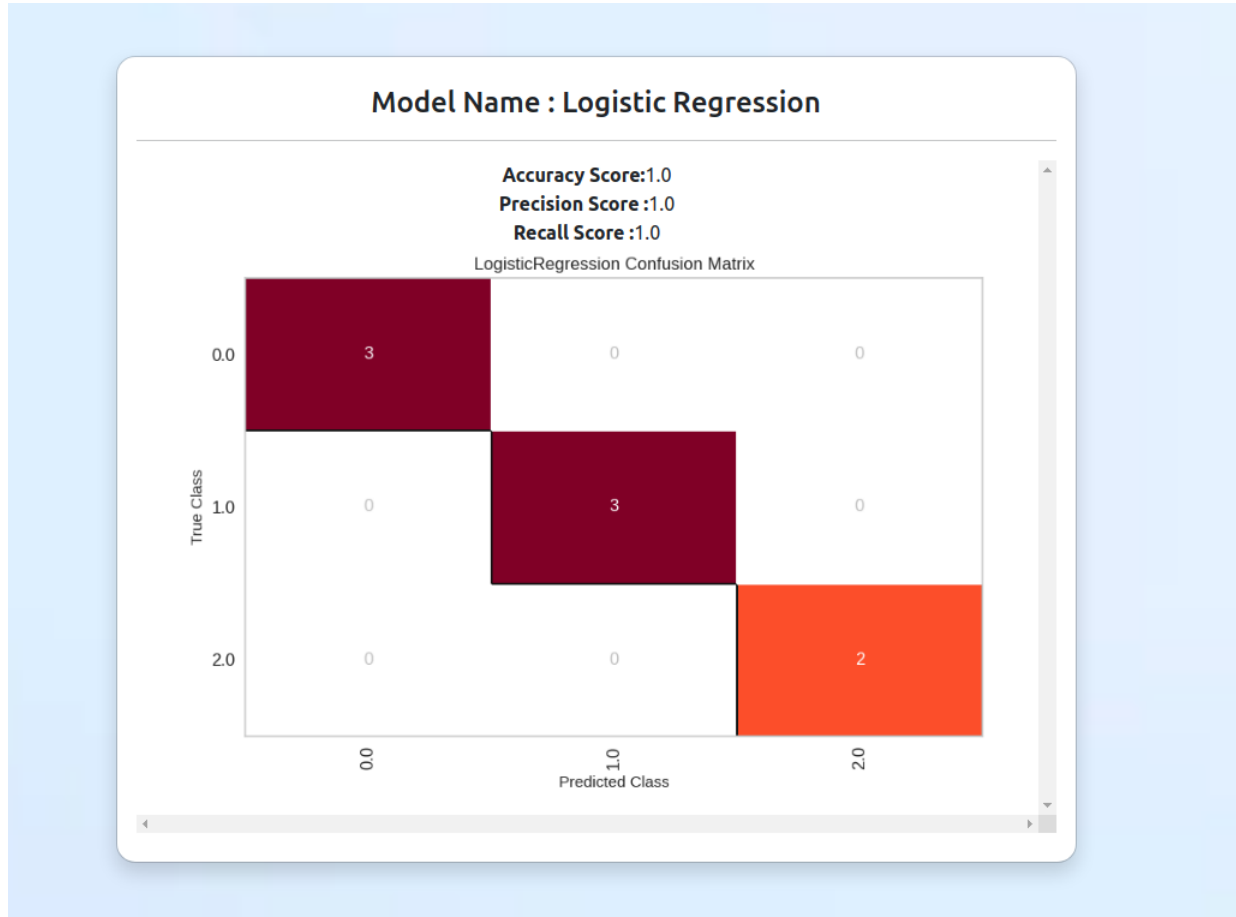 Model Name : Logistic Regression
Accuracy Score:1.0
Precision Score :1.0
Recall Score :1.0
LogisticRegression Confusion Matrix
0.0 3 0 0
True Class
1.0 0 3 0
2.0 0 0 2
0.0 1.0 2.0
Predicted Class